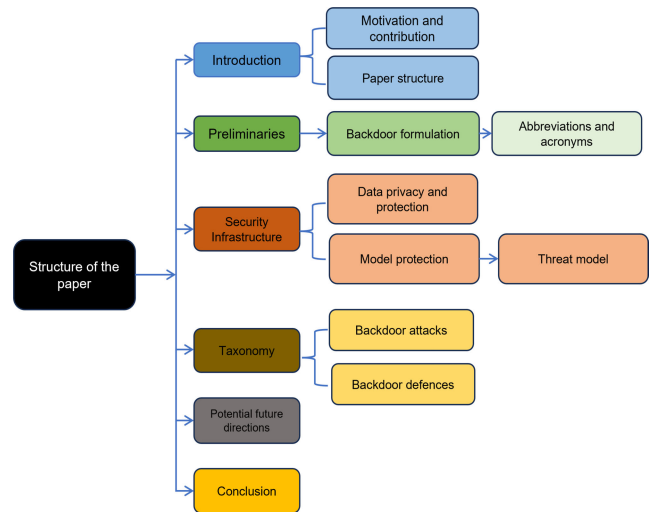 Motivation and
contribution
Introduction
Paper structure
Preliminaries
Backdoor formulation
Abbreviations and
acronyms
Data privacy and
protection
Security
Infrastructure
Model protection
Threat model
Structure of the
paper
Backdoor attacks
Taxonomy
Backdoor defences
Potential future
directions
Conclusion